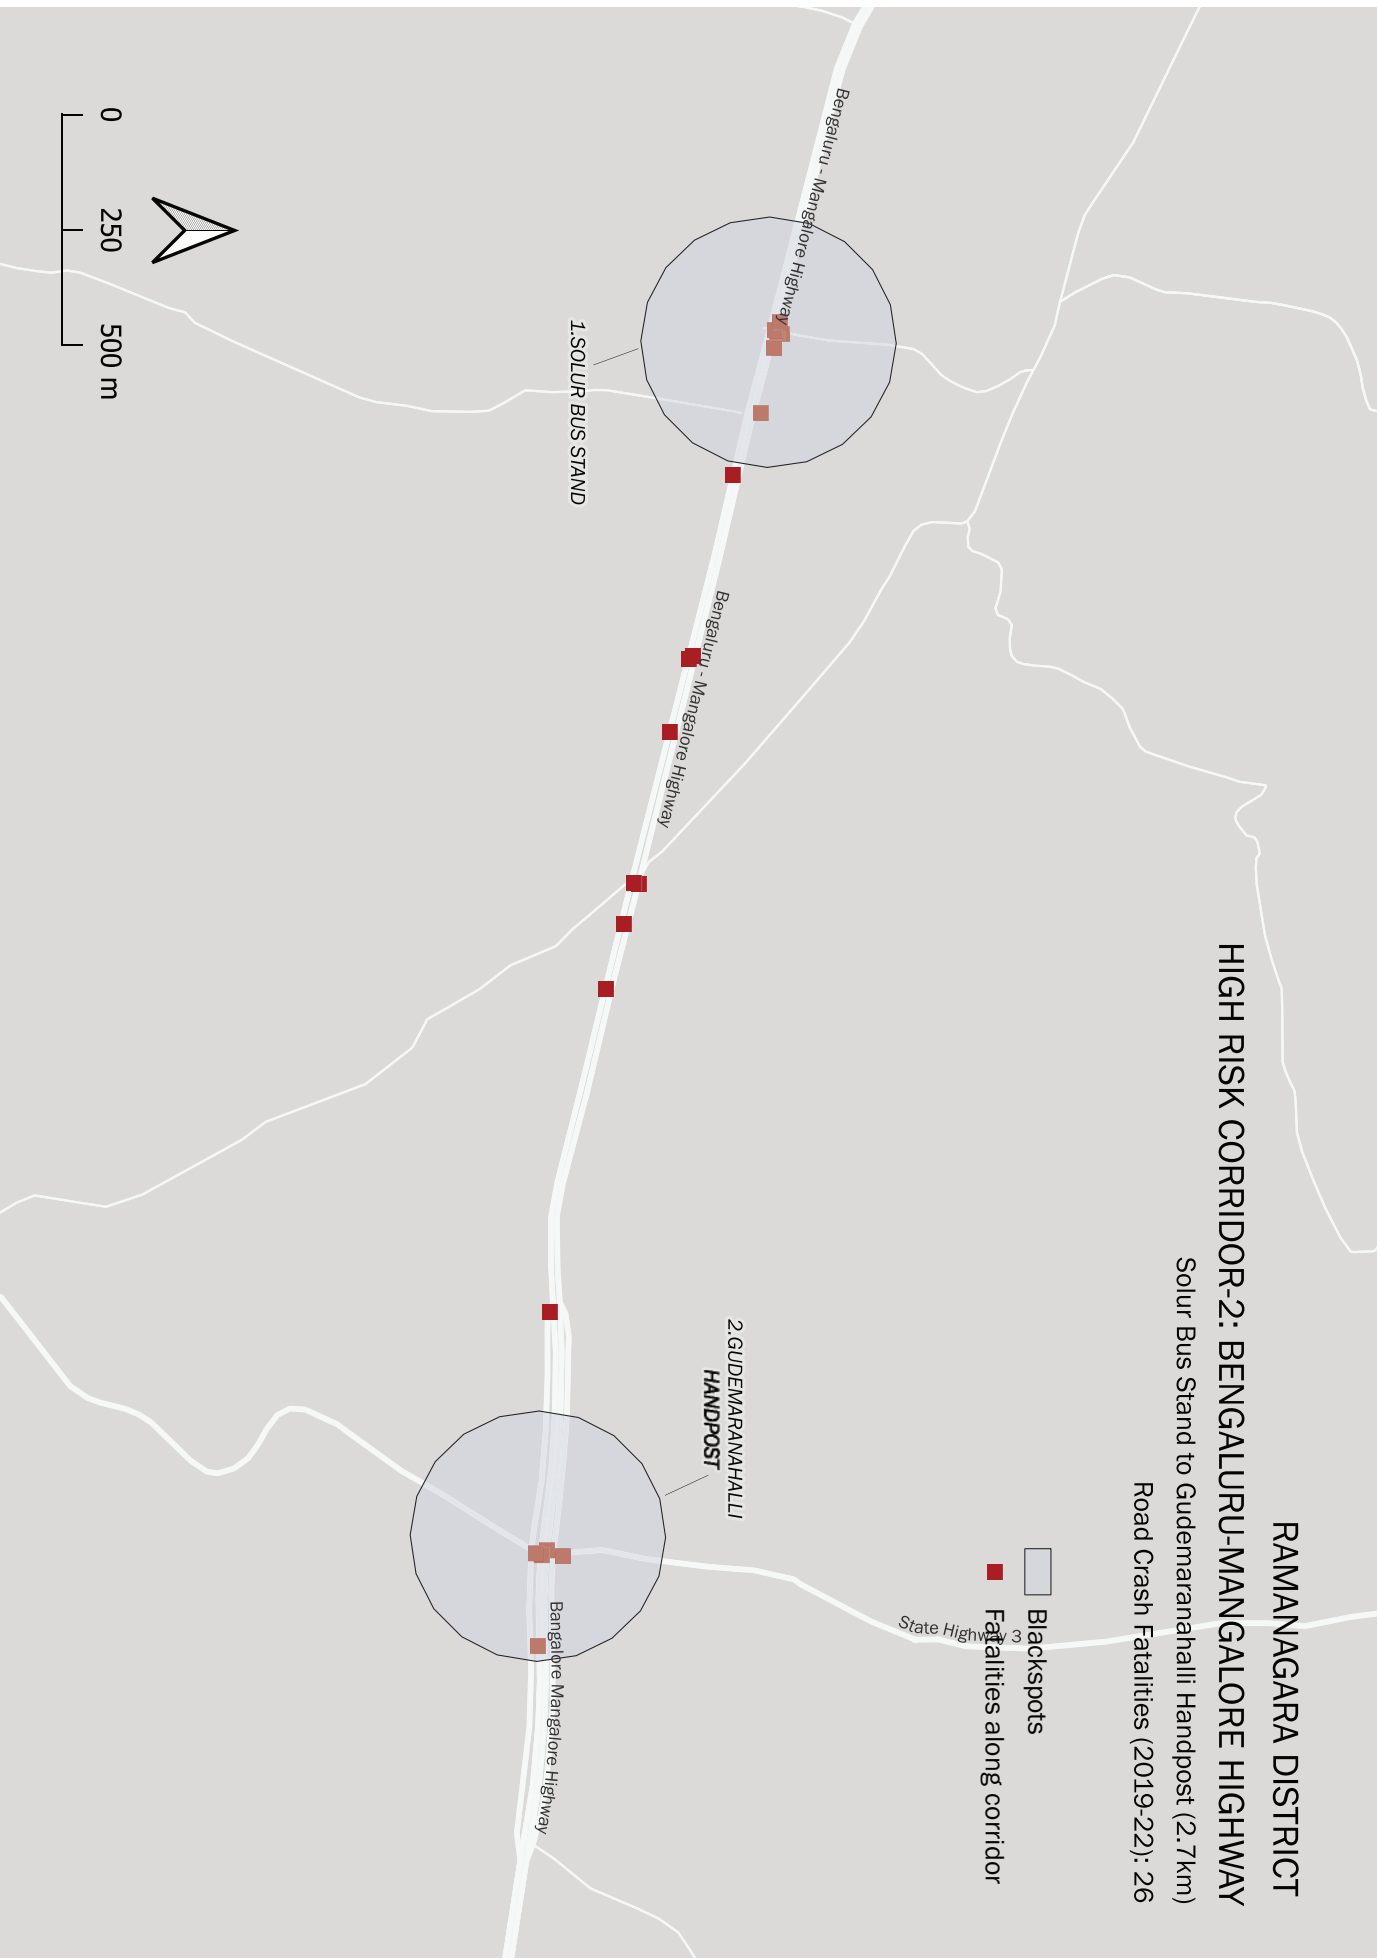 RAMANAGARA DISTRICT
HIGH RISK CORRIDOR-2: BENGALURU-MANGALORE HIGHWAY
Solur Bus Stand to Gudemaranahalli Handpost (2.7km)
Road Crash Fatalities (2019-22): 26
Blackspots
Fatalities along corridor
State Highway 3
Bengaluru - Mangalore Highway
1.SOLUR BUS STAND
Bengaluru - Mangalore Highway
2.GUDEMARANAHALLI
HANDPOST
Bangalore Mangalore Highway
0 250 500 m